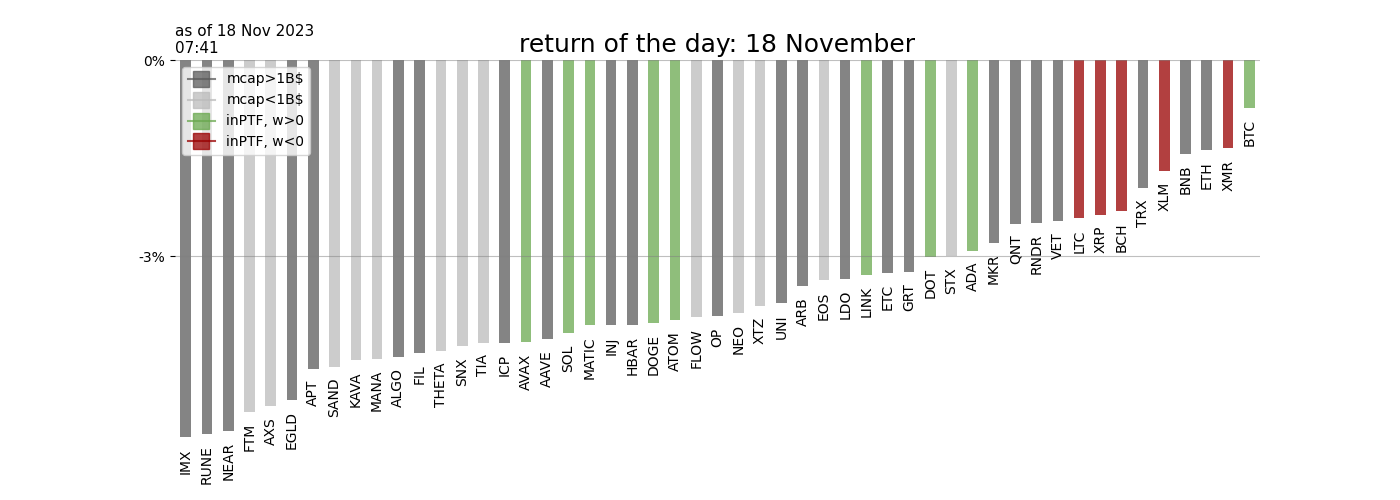 as of 18 Nov 2023
07:41
return of the day: 18 November
0%
-3%
mcap>1B$
mcap<1B$
inPTF, w>0
inPTF, w<0
IMX
RUNE
NEAR
FTM
AXS
EGLD
APT
SAND
KAVA
MANA
ALGO
FIL
THETA
SNX
TIA
ICP
AVAX
AAVE
SOL
MATIC
INJ
HBAR
DOGE
ATOM
FLOW
OP
NEO
XTZ
UNI
ARB
EOS
LDO
LINK
ETC
GRT
DOT
STX
ADA
MKR
QNT
RNDR
VET
LTC
XRP
BCH
TRX
XLM
BNB
ETH
XMR
BTC